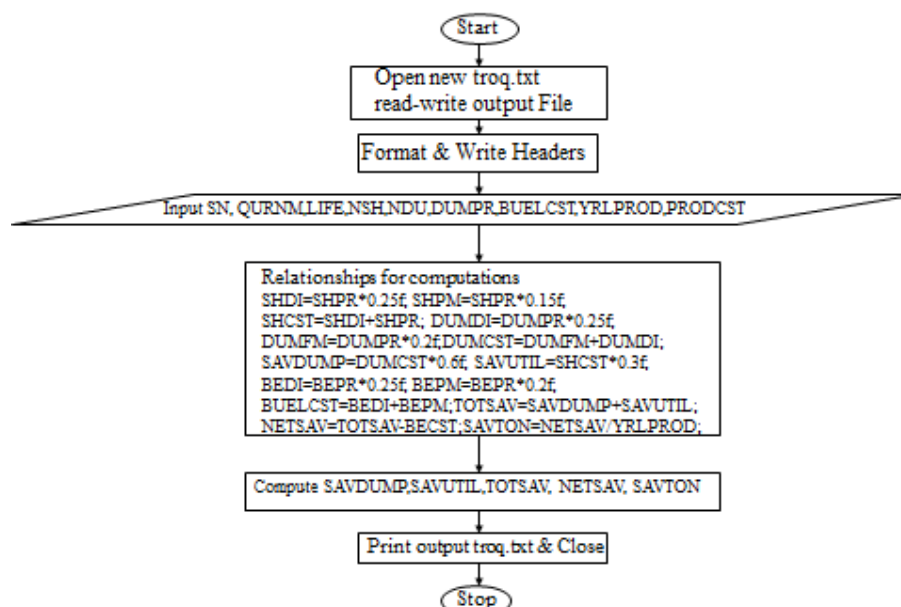 Start
Open new troq.txt
read-write output File
Format & Write Headers
Input SN, QURNM,LIFE,NSH,NDU,DUMPR,BUELCST,YRLPROD,PRODCST
Relationships for computations
SHDI=SHPR*0.25f, SHPM=SHPR*0.15f,
SHCST=SHDI+SHPR; DUMDI=DUMPR*0.25f,
DUMFM=DUMPR*0.2f;DUMCST=DUMFM+DUMDI;
SAVDUMP=DUMCST*0.6f, SAVUTIL=SHCST*0.3f,
BEDI=BEPR*0.25f, BEPM=BEPR*0.2f,
BUELCST=BEDI+BEPM;TOTSAV=SAVDUMP+SAVUTIL;
NETSAV=TOTSAV-BECST;SAVTON=NETSAV/YRLPROD;
Compute SAVDUMP,SAVUTIL,TOTSAV, NETSAV, SAVTON
Print output troq.txt & Close
Stop